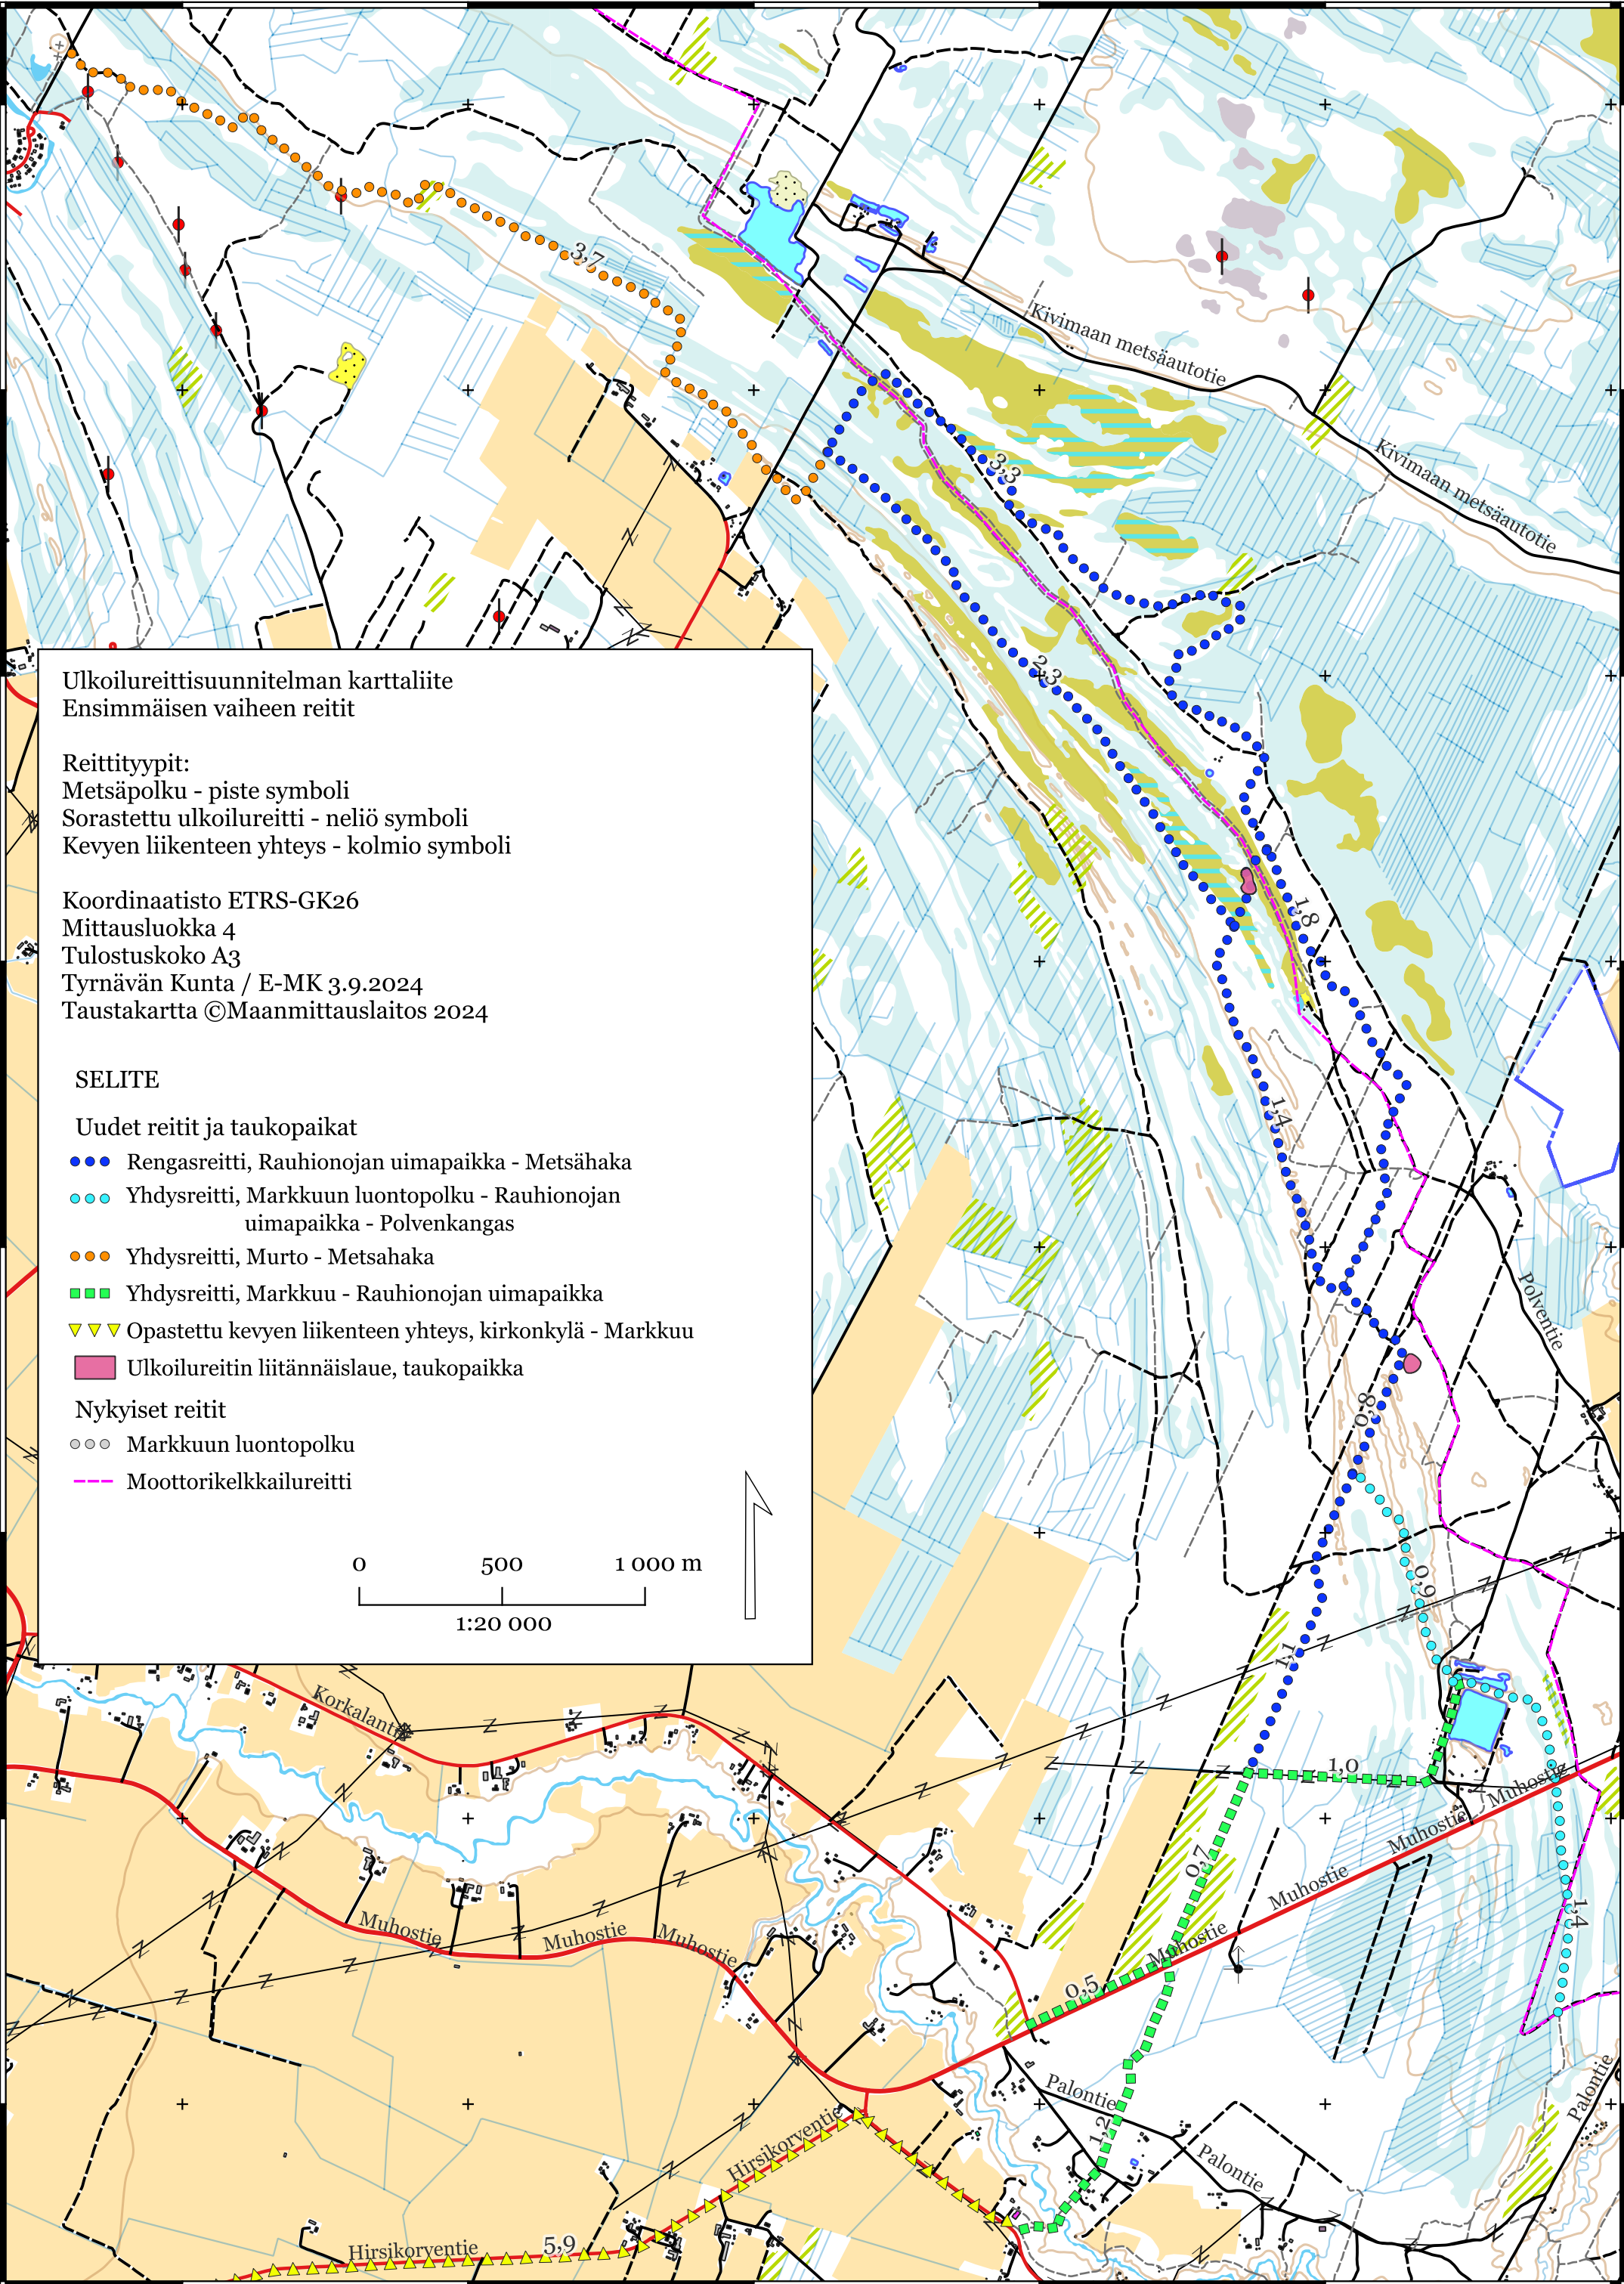 3,7
Kivimaan metsäautotie
3,3
Kivimaan metsäautotie
2,3
Ulkoilureittisuunnitelman karttaliite
Ensimmäisen vaiheen reitit
Reittityypit:
Metsäpolku - piste symboli
Sorastettu ulkoilureitti - neliö symboli
Kevyen liikenteen yhteys - kolmio symboli
Koordinaatisto ETRS-GK26
Mittausluokka 4
Tulostuskoko A3
Tyrnävän Kunta / E-MK 3.9.2024
Taustakartta ©Maanmittauslaitos 2024
SELITE
Uudet reitit ja taukopaikat
Rengasreitti, Rauhionojan uimapaikka - Metsähaka
Yhdysreitti, Markkuun luontopolku - Rauhionojan
uimapaikka - Polvenkangas
Yhdysreitti, Murto - Metsahaka
Yhdysreitti, Markkuu - Rauhionojan uimapaikka
Opastettu kevyen liikenteen yhteys, kirkonkylä - Markkuu
Ulkoilureitin liitännäislaue, taukopaikka
Nykyiset reitit
Markkuun luontopolku
Moottorikelkkailureitti
0 500 1 000 m
1:20 000
1,8
1,4
Polventie
0,8
0,9
1,1
Korkalantie
1,0
Muhostie
Muhostie
0,7
Muhostie
1,4
Muhostie
Muhostie
Muhostie
Muhostie
0,5
Palontie
Palontie
1,2
Hirsikorventie
Palontie
Hirsikorventie
5,9